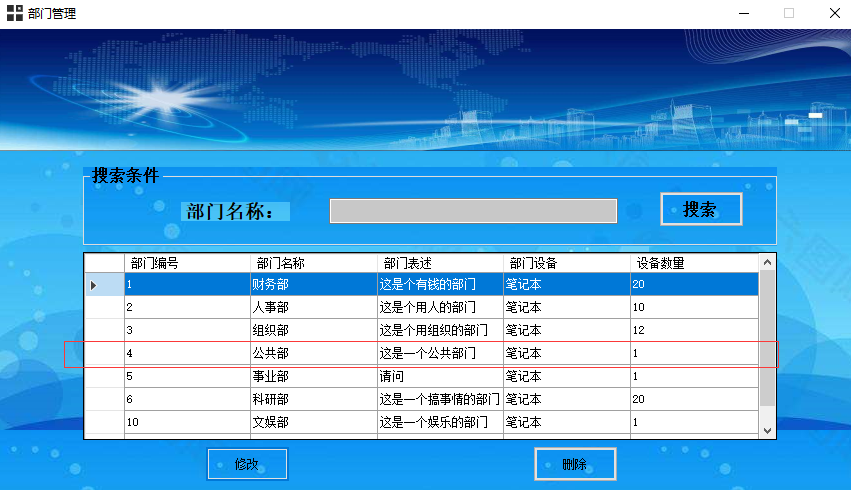 部门管理
搜索条件
部门名称： 搜索
部门编号 部门名称 部门表述 部门设备 设备数量
1 财务部 这是个有钱的部门 笔记本 20
2 人事部 这是个用人的部门 笔记本 10
3 组织部 这是个用组织的部门 笔记本 12
4 公共部 这是一个公共部门 笔记本 1
5 事业部 请问 笔记本 1
6 科研部 这是一个搞事情的部门 笔记本 20
10 文娱部 这是一个娱乐的部门 笔记本 1
修改 删除